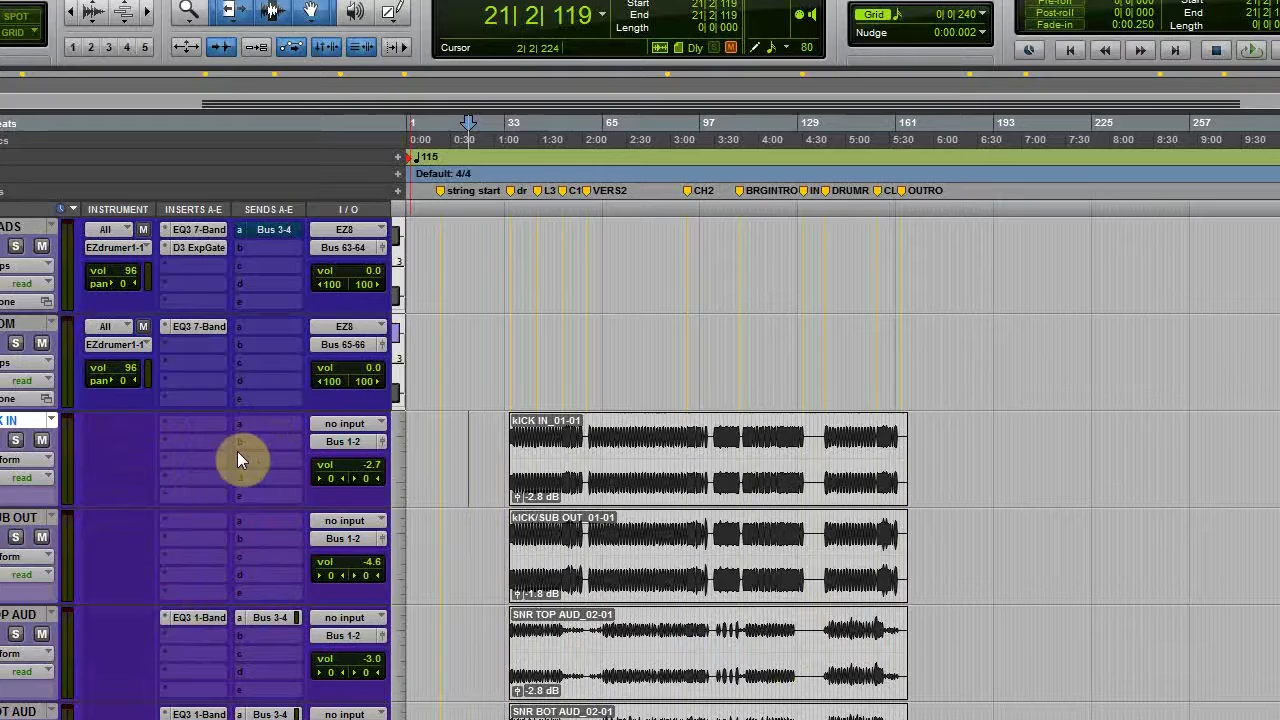 SPOT
GRID
1 2 3 4 5
21| 2| 119
Start
End
Length
0| 0| 000
0| 0| 000
Cursor
2| 2| 224
Dly S M
80
Grid
0| 0| 240
Nudge
0: 00.002
Post-roll
Fade-in
0| 0| 000
0:00.250
Start
End
Length
eats
1 33 65 97 129 161 193 225 257
cs
0:00 0:30 1:00 1:30 2:00 2:30 3:00 3:30 4:00 4:30 5:00 5:30 6:00 6:30 7:00 7:30 8:00 8:30 9:00 9:30
115
Default: 4/4
s
string start dr L3 C1 VERS2 CH2 BRGINTRO IN DRUMR CL OUTRO
INSTRUMENT INSERTS A-E SENDS A-E I / O
ADS
All M EQ3 7-Band a Bus 3-4 EZ8
S M EZdrumer1-1 D3 ExpGate b Bus 63-64
ps c 3
vol 96 vol 0.0
read pan 0 d 100 100
one e
OM
All M EQ3 7-Band a EZ8
S M EZdrumer1-1 b Bus 65-66
ps c 3
vol 96 vol 0.0
read pan 0 d 100 100
one e
K IN
a no input kICK IN_01-01
S M b Bus 1-2
form vol -2.7
read d 0 0
e -2.8 dB
UB OUT
a no input kICK/SUB OUT_01-01
S M b Bus 1-2
form c vol -4.6
read d 0 0
e -1.8 dB
OP AUD
EQ3 1-Band a Bus 3-4 no input SNR TOP AUD_02-01
S M b Bus 1-2
form c vol -3.0
read d 0 0
e -2.8 dB
OT AUD
EQ3 1-Band a Bus 3-4 no input SNR BOT AUD_02-01